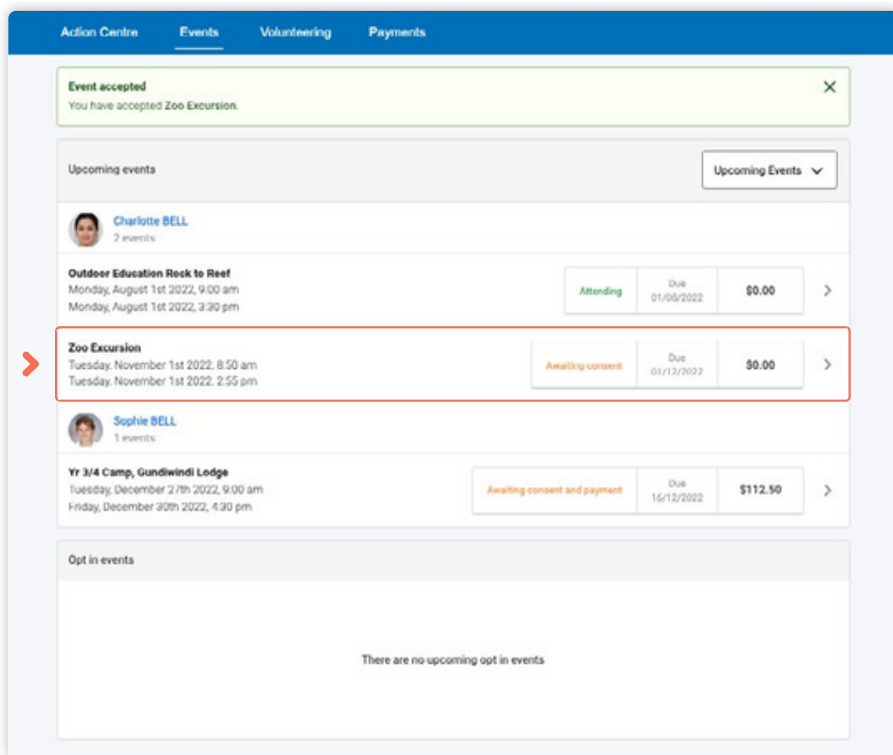 Action Centre Events Volunteering Payments
Event accepted
You have accepted Zoo Excursion.
Upcoming events
Upcoming Events
Charlotte BELL
2 events
Outdoor Education Rock to Reef
Monday, August 1st 2022, 9:00 am
Monday, August 1st 2022, 3:30 pm
Attending
Due
01/08/2022
$0.00
Zoo Excursion
Tuesday, November 1st 2022, 8:50 am
Tuesday, November 1st 2022, 2:55 pm
Awaiting consent
Due
01/12/2022
$0.00
Sophie BELL
1 events
Yr 3/4 Camp, Gundiwindi Lodge
Tuesday, December 27th 2022, 9:00 am
Friday, December 30th 2022, 4:30 pm
Awaiting consent and payment
Due
16/12/2022
$112.50
Opt in events
There are no upcoming opt in events